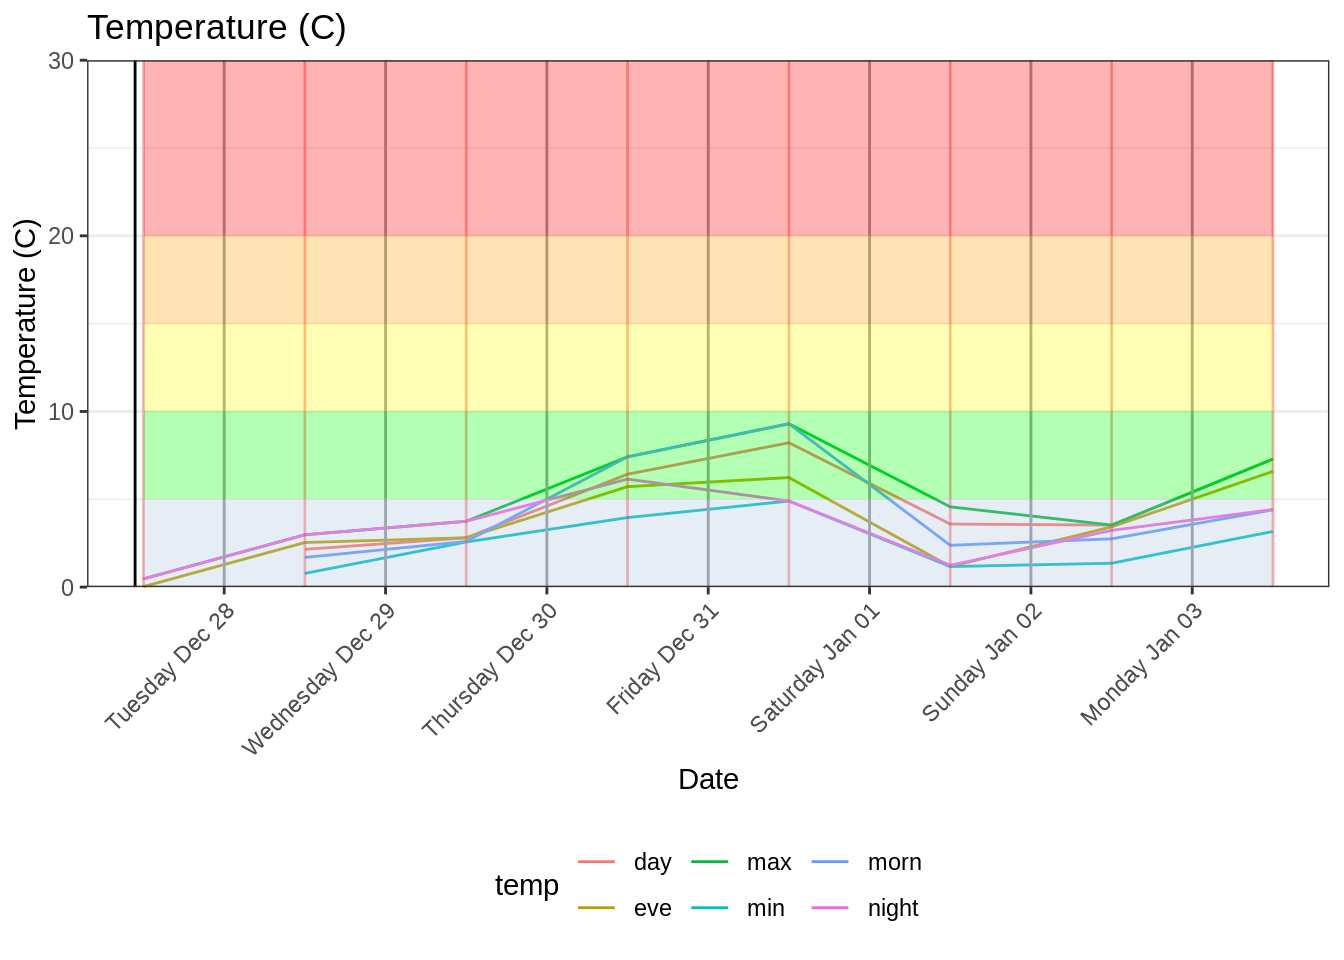 Temperature (C)
Temperature (C)
30
20
10
0
Tuesday Dec 28
Wednesday Dec 29
Thursday Dec 30
Friday Dec 31
Saturday Jan 01
Sunday Jan 02
Monday Jan 03
Date
temp
day max morn
eve min night